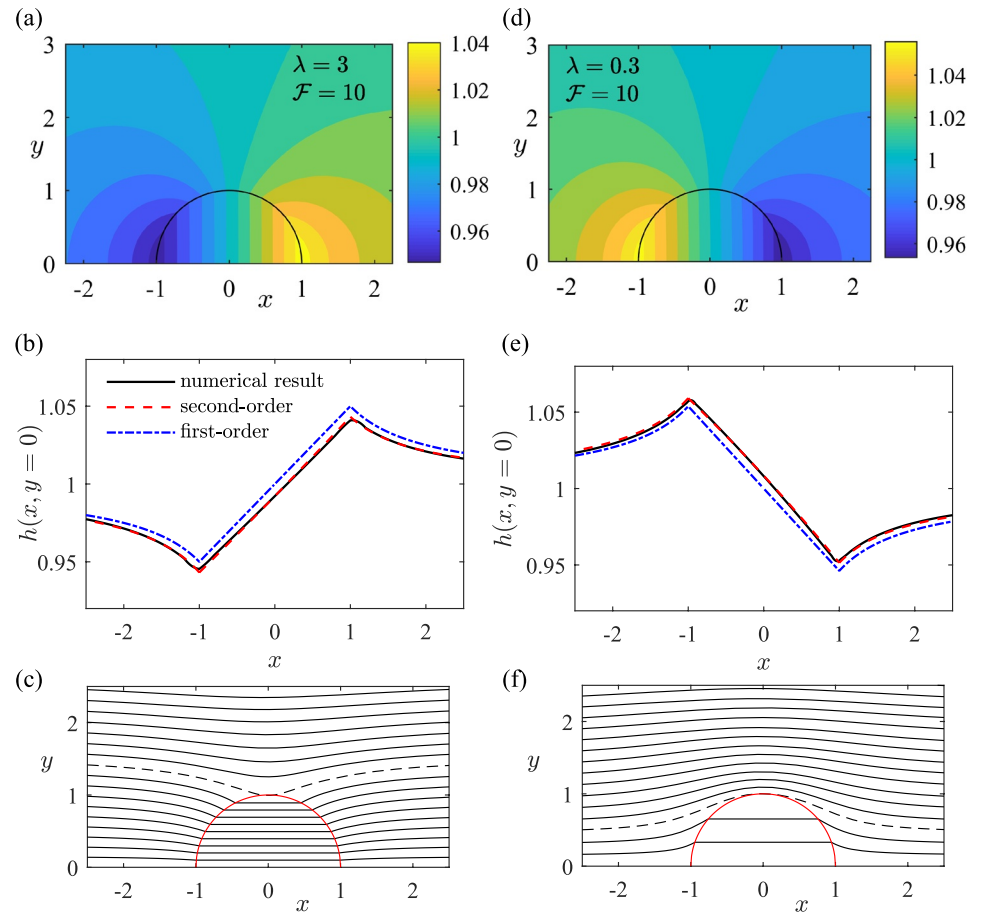 (a)
3
2
y
1
0
-2 -1 0 1 2
x
λ = 3
ℱ = 10
1.04
1.02
1
0.98
0.96
(d)
3
2
y
1
0
-2 -1 0 1 2
x
λ = 0.3
ℱ = 10
1.04
1.02
1
0.98
0.96
(b)
h(x, y = 0)
1.05
1
0.95
numerical result
second-order
first-order
-2 -1 0 1 2
x
(e)
h(x, y = 0)
1.05
1
0.95
-2 -1 0 1 2
x
(c)
2
y
1
0
-2 -1 0 1 2
x
(f)
2
y
1
0
-2 -1 0 1 2
x